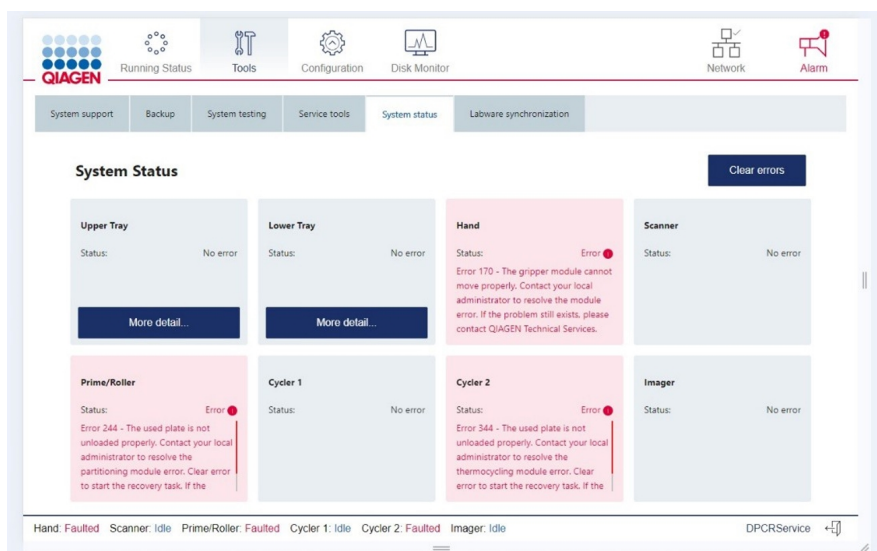 QIAGEN
Running Status
Tools
Configuration
Disk Monitor
Network
Alarm
System support
Backup
System testing
Service tools
System status
Labware synchronization
System Status
Clear errors
Upper Tray
Status: No error
More detail...
Lower Tray
Status: No error
More detail...
Hand
Status: Error
Error 170 - The gripper module cannot
move properly. Contact your local
administrator to resolve the module
error. If the problem still exists, please
contact QIAGEN Technical Services.
Scanner
Status: No error
Prime/Roller
Status: Error
Error 244 - The used plate is not
unloaded properly. Contact your local
administrator to resolve the
partitioning module error. Clear error
to start the recovery task. If the
Cycler 1
Status: No error
Cycler 2
Status: Error
Error 344 - The used plate is not
unloaded properly. Contact your local
administrator to resolve the
thermocycling module error. Clear
error to start the recovery task. If the
Imager
Status: No error
Hand: Faulted Scanner: Idle Prime/Roller: Faulted Cycler 1: Idle Cycler 2: Faulted Imager: Idle DPCRService